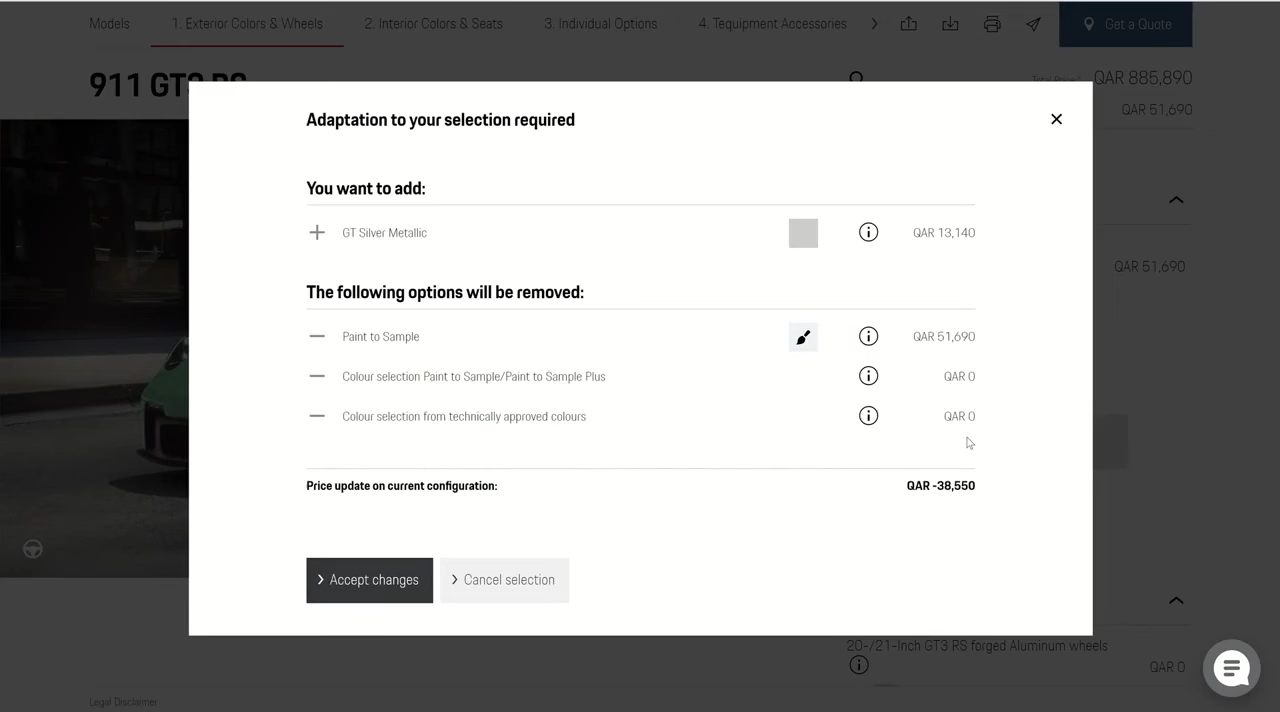 Models
1. Exterior Colors & Wheels
2. Interior Colors & Seats
3. Individual Options
4. Tequipment Accessories
Get a Quote
911 GT3 RS
Total Price*
QAR 885,890
QAR 51,690
Adaptation to your selection required
You want to add:
GT Silver Metallic
QAR 13,140
QAR 51,690
The following options will be removed:
Paint to Sample
QAR 51,690
Colour selection Paint to Sample/Paint to Sample Plus
QAR 0
Colour selection from technically approved colours
QAR 0
Price update on current configuration:
QAR -38,550
Accept changes
Cancel selection
20-/21-Inch GT3 RS forged Aluminum wheels
QAR 0
Legal Disclaimer